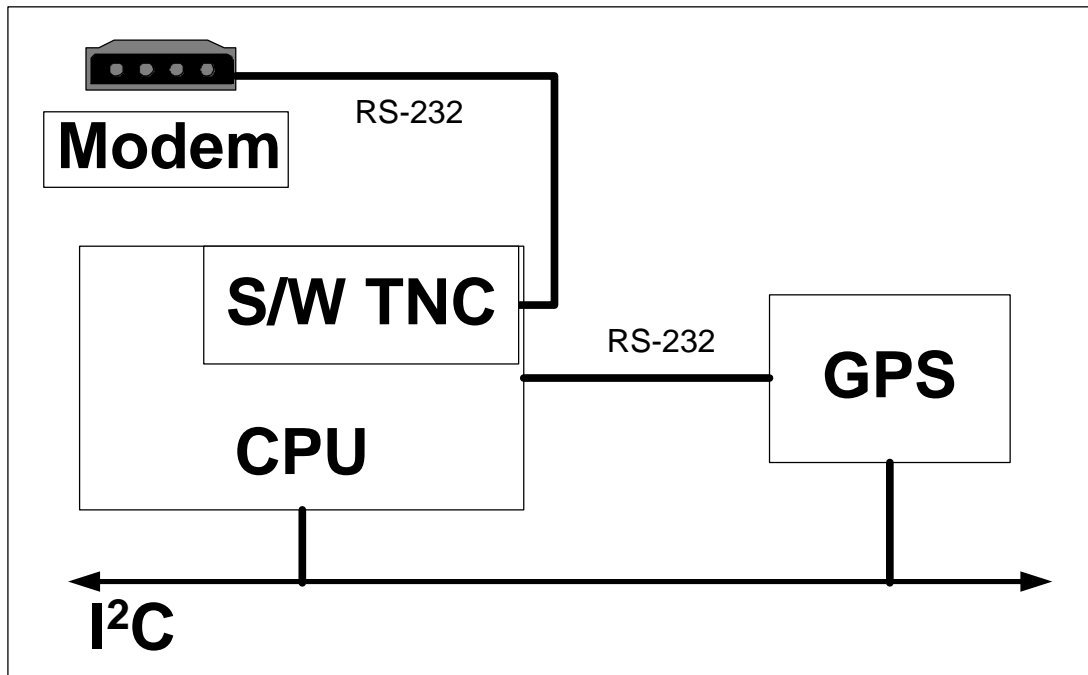 RS-232
Modem
S/W TNC
RS-232
GPS
CPU
I²C